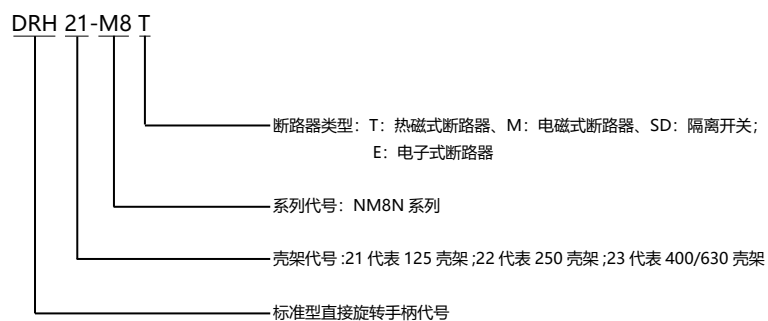 DRH 21-M8 T
断路器类型：T：热磁式断路器、M：电磁式断路器、SD：隔离开关；
E：电子式断路器
系列代号：NM8N 系列
壳架代号 :21 代表 125 壳架 ;22 代表 250 壳架 ;23 代表 400/630 壳架
标准型直接旋转手柄代号